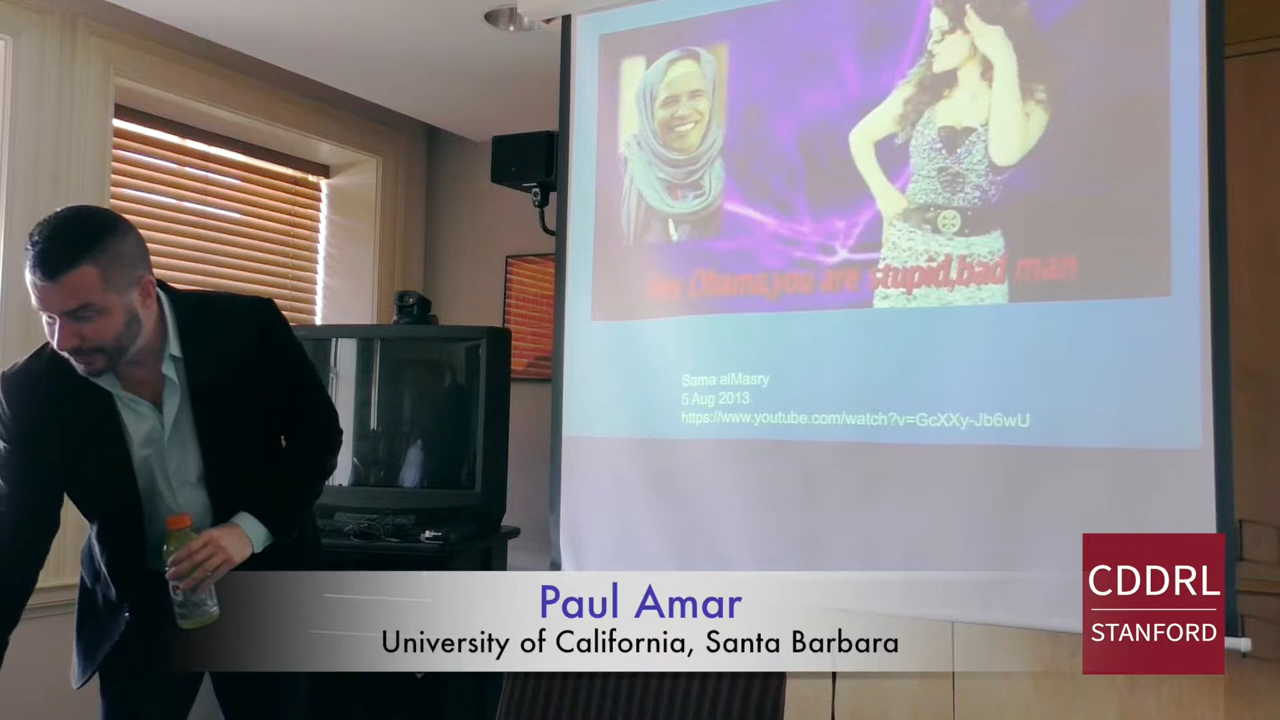 Hey Obama,you are stupid,bad man
Sama alMasry
5 Aug 2013
https://www.youtube.com/watch?v=GcXXy-Jb6wU
Paul Amar
University of California, Santa Barbara
CDDRL
STANFORD